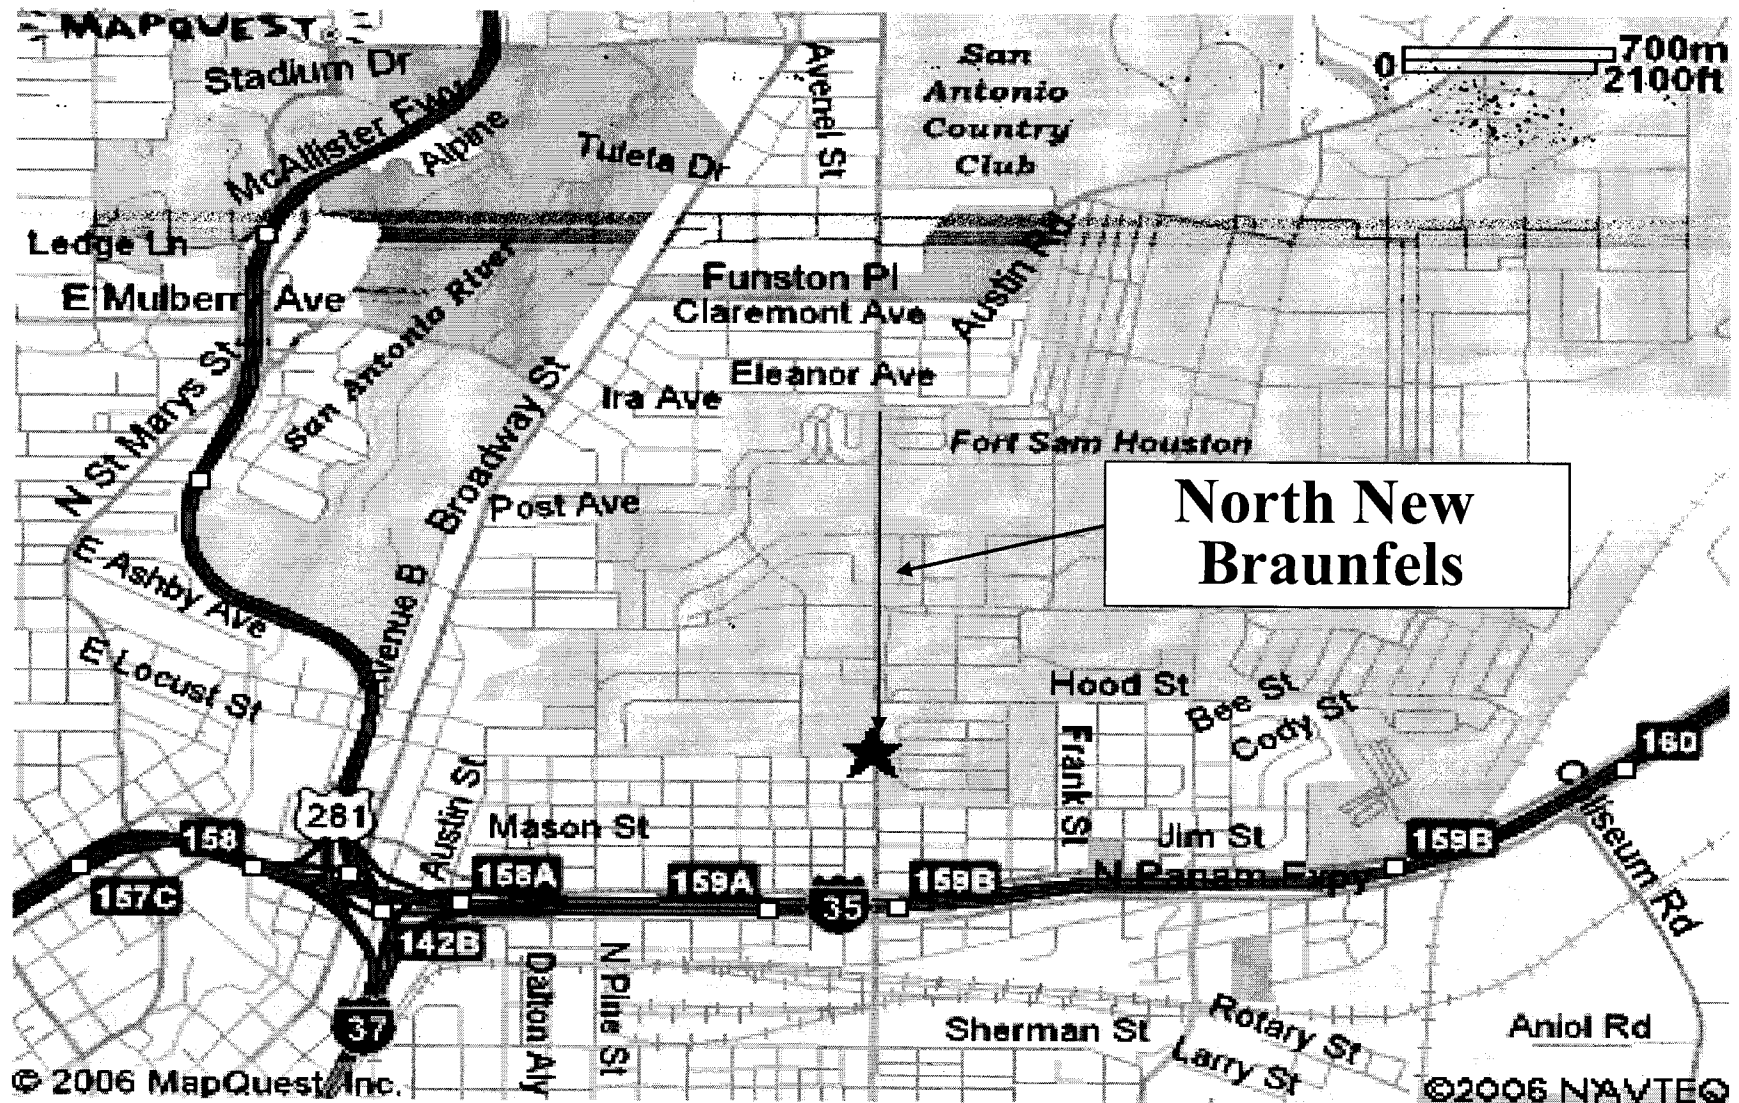 MAPQUEST
Stadium Dr
McAllister Expy
Alpine
Tuleta Dr
Avenel St
San
Antonio
Country
Club
0
700m
2100ft
Ledge Ln
E Mulberry Ave
San Antonio River
Funston Pl
Claremont Ave
Austin Rd
N St Marys St
Broadway St
Eleanor Ave
Ira Ave
Fort Sam Houston
Post Ave
North New
Braunfels
E Ashby Ave
Avenue B
E Locust St
Hood St
Bee St
Cody St
Frank St
160
Coliseum Rd
281
Austin St
Mason St
Jim St
158
158A
159A
159B
159B
N Panam Expy
157C
35
142B
Dalton Aly
N Pine St
37
Sherman St
Rotary St
Larry St
Aniol Rd
© 2006 MapQuest, Inc.
©2006 NAVTEQ